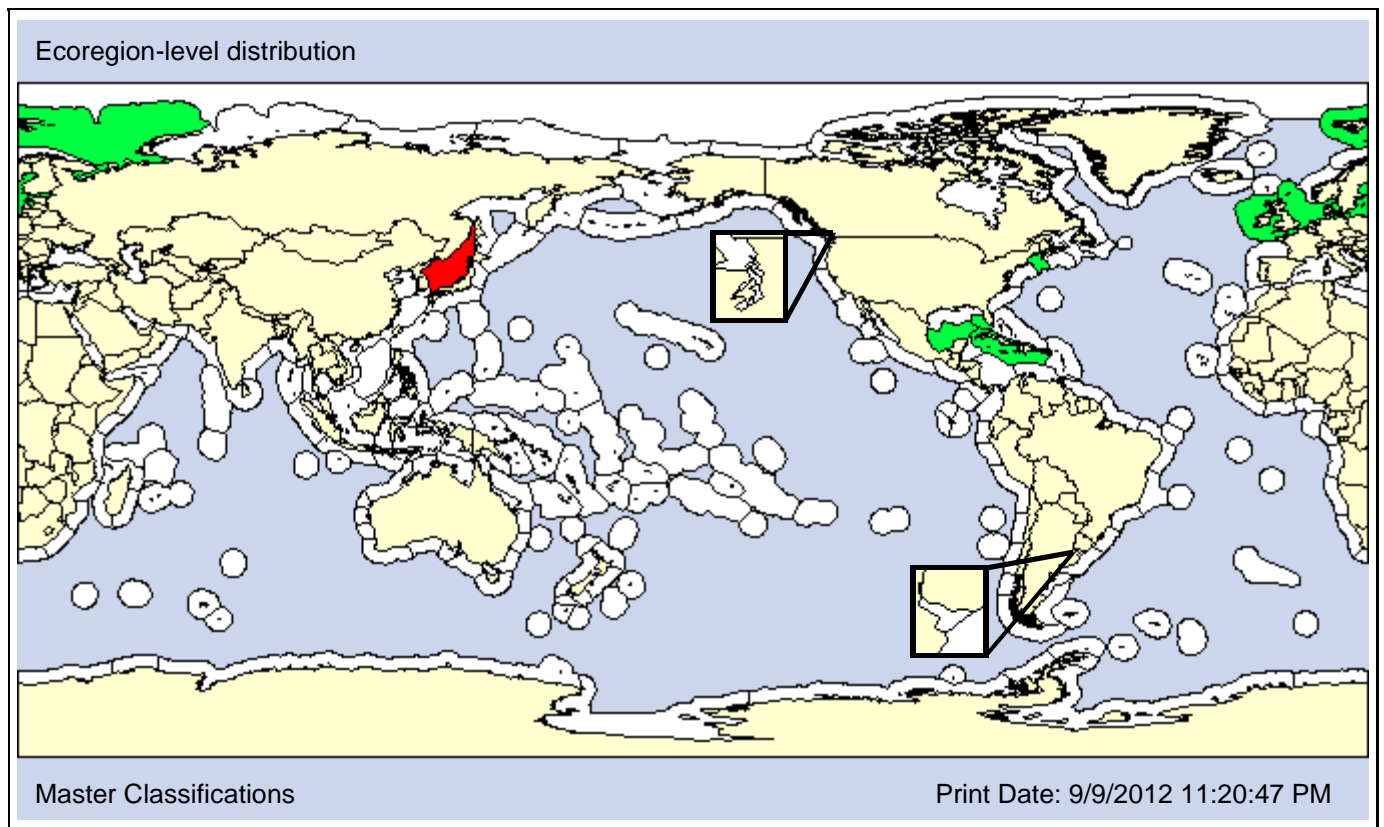 Ecoregion-level distribution
Master Classifications
Print Date: 9/9/2012 11:20:47 PM